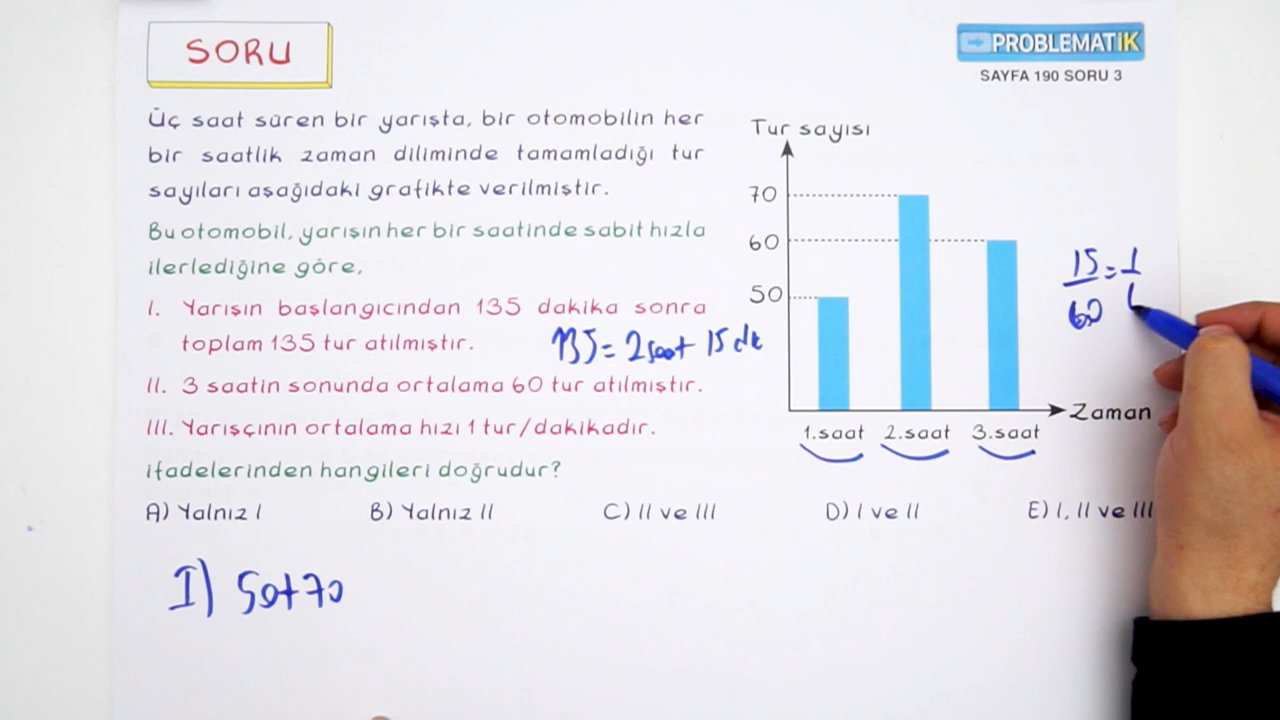 SORU
PROBLEMATİK
SAYFA 190 SORU 3
Üç saat süren bir yarışta, bir otomobilin her
bir saatlik zaman diliminde tamamladığı tur
sayıları aşağıdaki grafikte verilmiştir.
Bu otomobil, yarışın her bir saatinde sabit hızla
ilerlediğine göre,
I. Yarışın başlangıcından 135 dakika sonra
toplam 135 tur atılmıştır.
135 = 2 saat 15 dk
II. 3 saatin sonunda ortalama 60 tur atılmıştır.
III. Yarışçının ortalama hızı 1 tur/dakikadır.
ifadelerinden hangileri doğrudur?
Tur sayısı
70
60
50
Zaman
1.saat 2.saat 3.saat
15 = 1
60
A) Yalnız I B) Yalnız II C) II ve III D) I ve II E) I, II ve III
I) 50+70